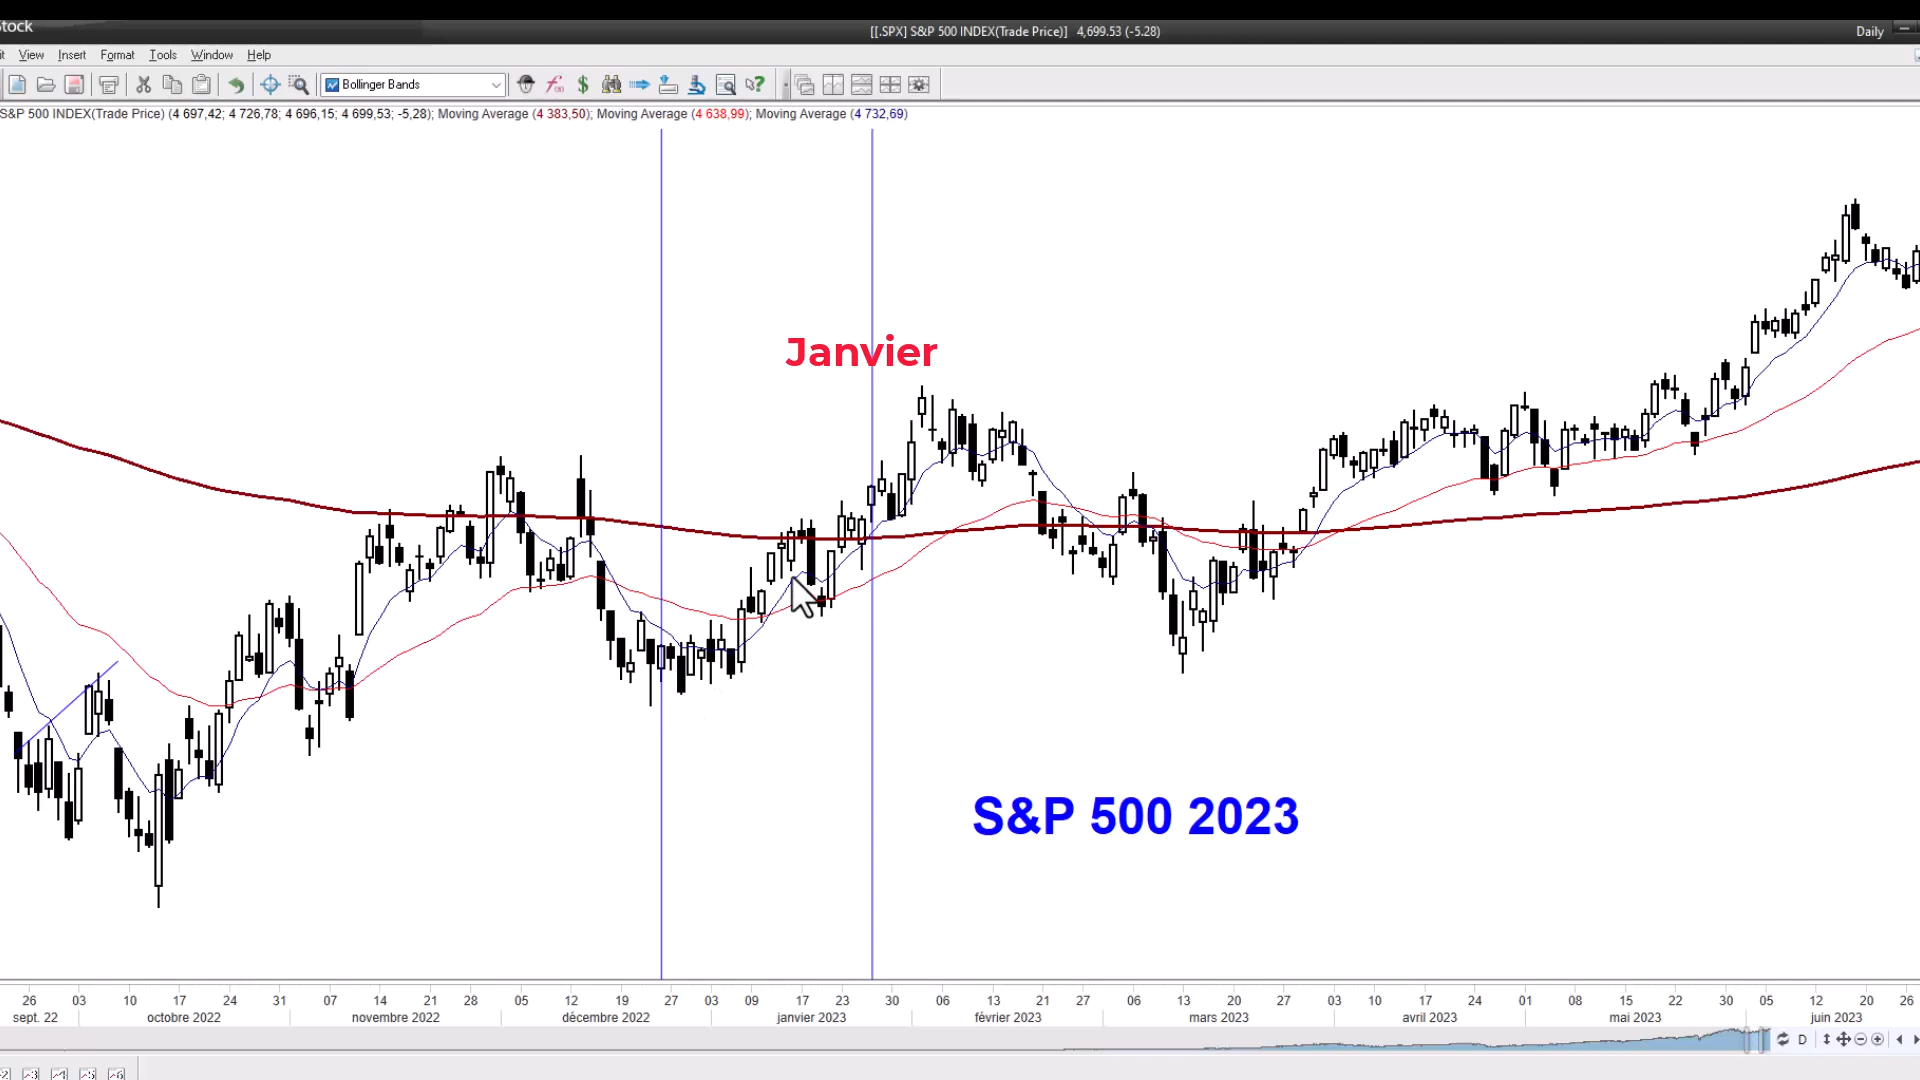 Stock
[[.SPX] S&P 500 INDEX(Trade Price)] 4,699.53 (-5.28)
Daily
View Insert Format Tools Window Help
Bollinger Bands
S&P 500 INDEX(Trade Price) (4 697,42; 4 726,78; 4 696,15; 4 699,53; -5,28); Moving Average (4 383,50); Moving Average (4 638,99); Moving Average (4 732,69)
Janvier
S&P 500 2023
26 03 10 17 24 31 07 14 21 28 05 12 19 27 03 09 17 23 30 06 13 21 27 06 13 20 27 03 10 17 24 01 08 15 22 30 05 12 20 26
sept. 22 octobre 2022 novembre 2022 décembre 2022 janvier 2023 février 2023 mars 2023 avril 2023 mai 2023 juin 2023
D